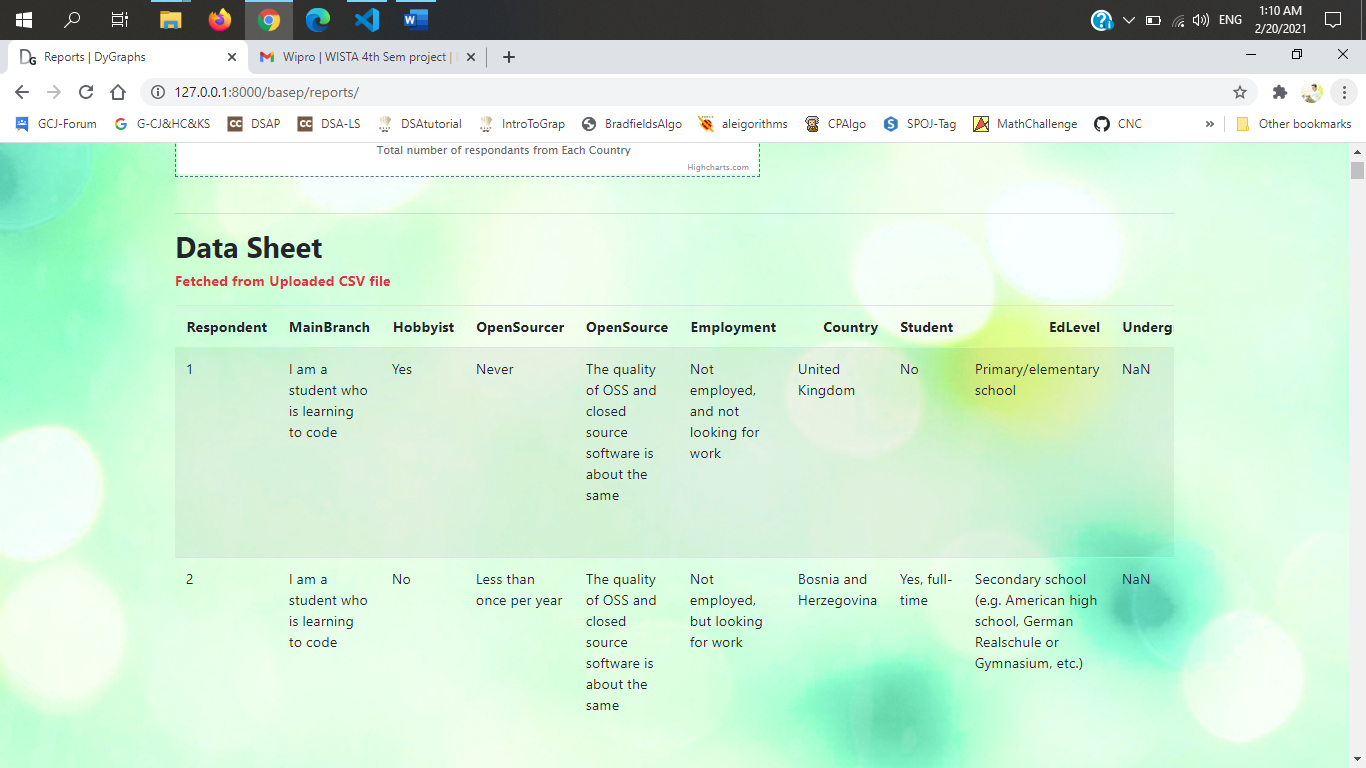 ENG
1:10 AM
2/20/2021
Reports | DyGraphs
Wipro | WISTA 4th Sem project |
127.0.0.1:8000/basep/reports/
GCJ-Forum G-CJ&HC&KS DSAP DSA-LS DSAtutorial IntroToGrap BradfieldsAlgo aleigorithms CPAlgo SPOJ-Tag MathChallenge CNC » Other bookmarks
Total number of respondants from Each Country
Highcharts.com
Data Sheet
Fetched from Uploaded CSV file
Respondent MainBranch Hobbyist OpenSourcer OpenSource Employment Country Student EdLevel Underg
1 I am a Yes Never The quality Not United No Primary/elementary NaN
student who of OSS and employed, Kingdom school
is learning closed and not
to code source looking for
software is work
about the
same
2 I am a No Less than The quality Not Bosnia and Yes, full- Secondary school NaN
student who once per year of OSS and employed, Herzegovina time (e.g. American high
is learning closed but looking school, German
to code source for work Realschule or
software is Gymnasium, etc.)
about the
same